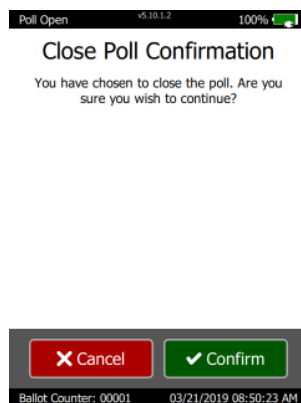 Poll Open v5.10.1.2 100%
Close Poll Confirmation
You have chosen to close the poll. Are you
sure you wish to continue?
Cancel Confirm
Ballot Counter: 00001 03/21/2019 08:50:23 AM